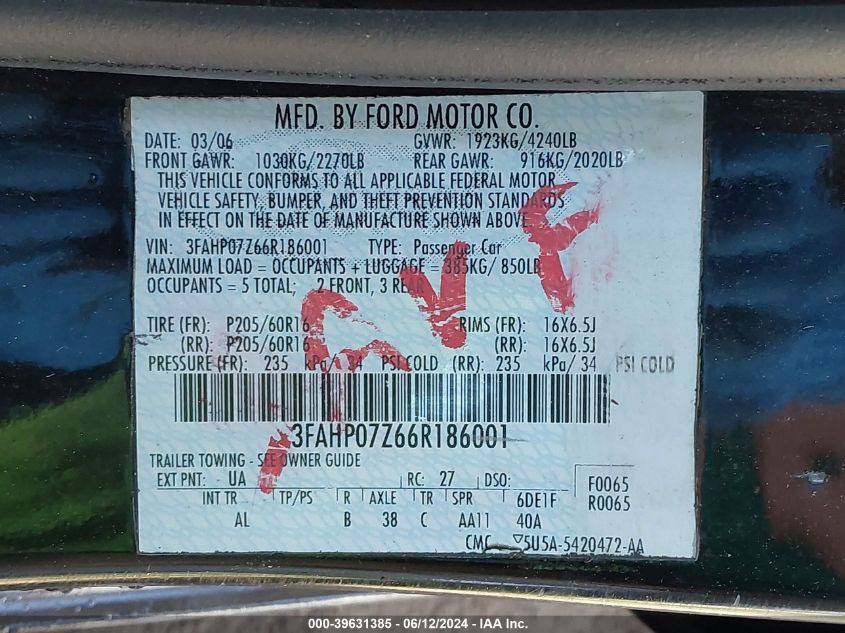 MFD. BY FORD MOTOR CO.
DATE: 03/06 GVWR: 1923KG/4240LB
FRONT GAWR: 1030KG/2270LB REAR GAWR: 916KG/2020LB
THIS VEHICLE CONFORMS TO ALL APPLICABLE FEDERAL MOTOR
VEHICLE SAFETY, BUMPER, AND THEFT PREVENTION STANDARDS
IN EFFECT ON THE DATE OF MANUFACTURE SHOWN ABOVE.
VIN: 3FAHP07Z66R186001 TYPE: Passenger Car
MAXIMUM LOAD = OCCUPANTS + LUGGAGE = 385KG/ 850LB
OCCUPANTS = 5 TOTAL; 2 FRONT, 3 REAR
TIRE (FR): P205/60R16 RIMS (FR): 16X6.5J
(RR): P205/60R16 (RR): 16X6.5J
PRESSURE (FR): 235 kPa/ 34 PSI COLD (RR): 235 kPa/ 34 PSI COLD
3FAHP07Z66R186001
TRAILER TOWING - SEE OWNER GUIDE
EXT PNT: UA RC: 27 DSO: F0065
INT TR TP/PS R AXLE TR SPR 6DE1F R0065
AL B 38 C AA11 40A
CMC ▽5U5A-5420472-AA
000-39631385 - 06/12/2024 - IAA Inc.